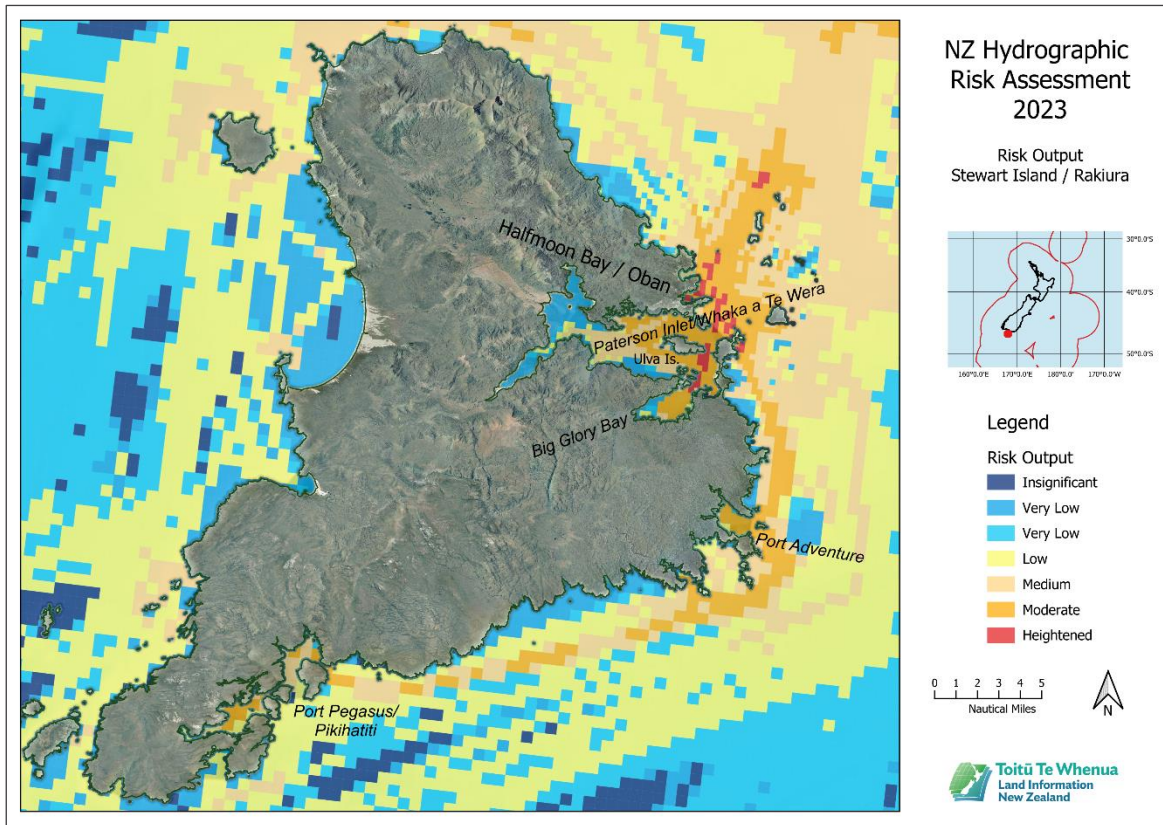 NZ Hydrographic
Risk Assessment
2023
Risk Output
Stewart Island / Rakiura
Halfmoon Bay / Oban
Paterson Inlet/Whaka a Te Wera
Ulva Is.
Big Glory Bay
Port Adventure
Port Pegasus/
Pikihatiti
30°0.0'S
40°0.0'S
50°0.0'S
160°0.0'E 170°0.0'E 180°0.0'E 170°0.0'W
Legend
Risk Output
Insignificant
Very Low
Very Low
Low
Medium
Moderate
Heightened
0 1 2 3 4 5
Nautical Miles
N
Toitū Te Whenua
Land Information
New Zealand